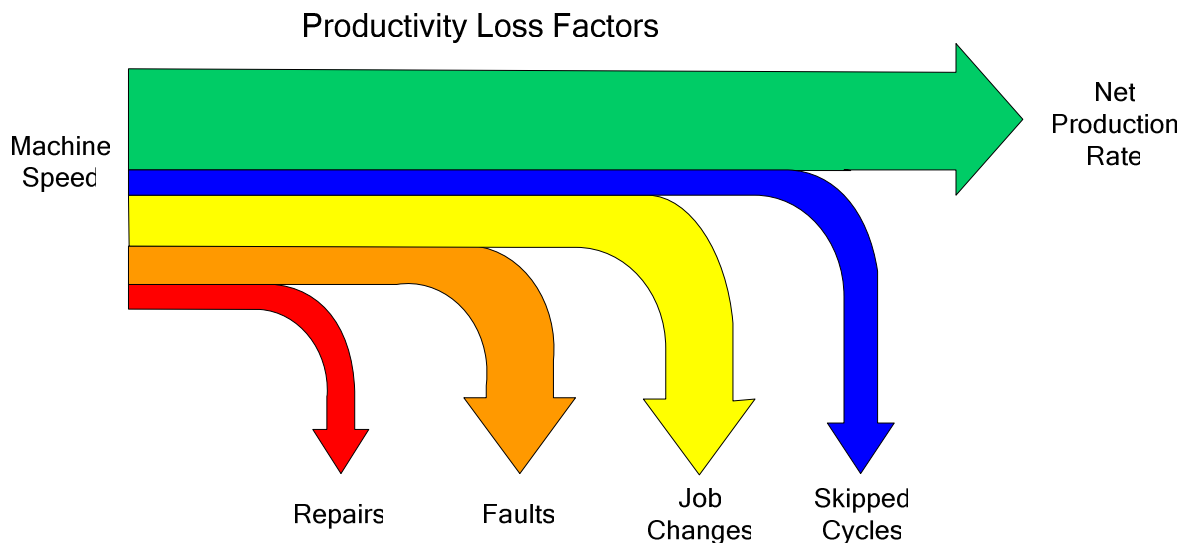 Productivity Loss Factors
Machine
Speed
Net
Production
Rate
Repairs
Faults
Job
Changes
Skipped
Cycles